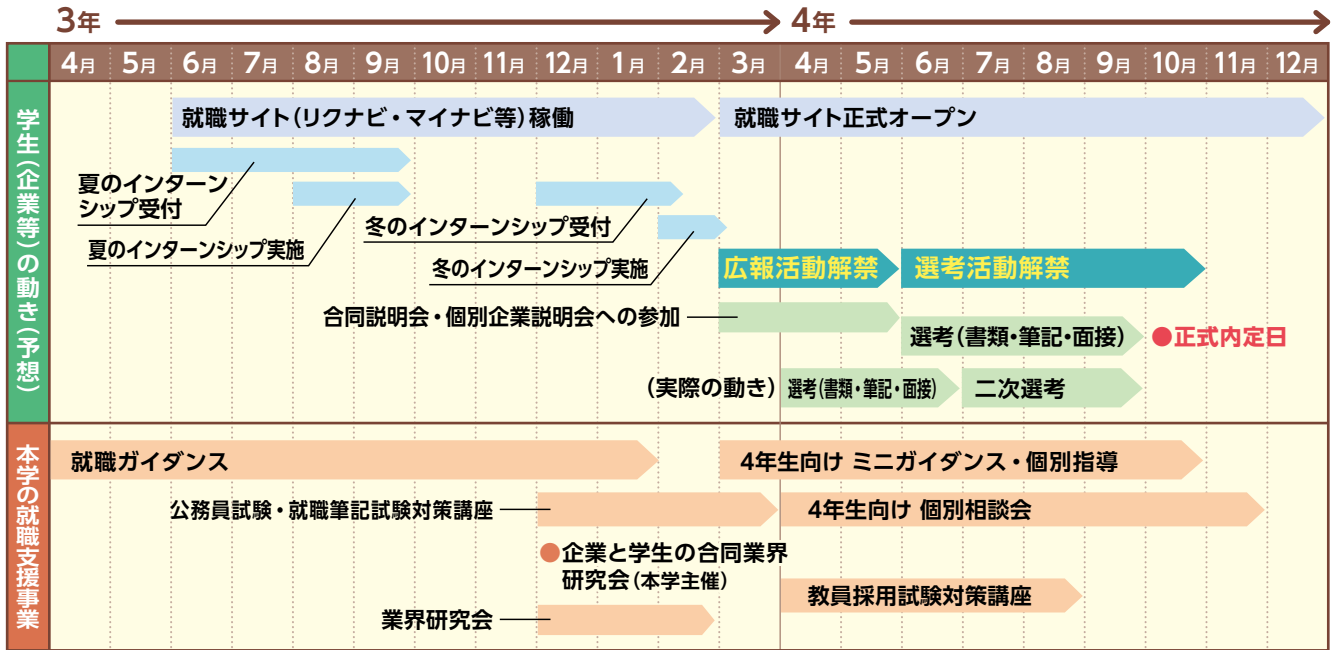 3年 4年
4月 5月 6月 7月 8月 9月 10月 11月 12月 1月 2月 3月 4月 5月 6月 7月 8月 9月 10月 11月 12月
学生(企業等)の動き(予想)
就職サイト(リクナビ・マイナビ等)稼働
就職サイト正式オープン
夏のインターン
シップ受付
夏のインターンシップ実施
冬のインターンシップ受付
冬のインターンシップ実施
広報活動解禁
選考活動解禁
合同説明会・個別企業説明会への参加
選考(書類・筆記・面接)
●正式内定日
(実際の動き)
選考(書類・筆記・面接)
二次選考
本学の就職支援事業
就職ガイダンス
4年生向け ミニガイダンス・個別指導
公務員試験・就職筆記試験対策講座
4年生向け 個別相談会
●企業と学生の合同業界
研究会(本学主催)
教員採用試験対策講座
業界研究会